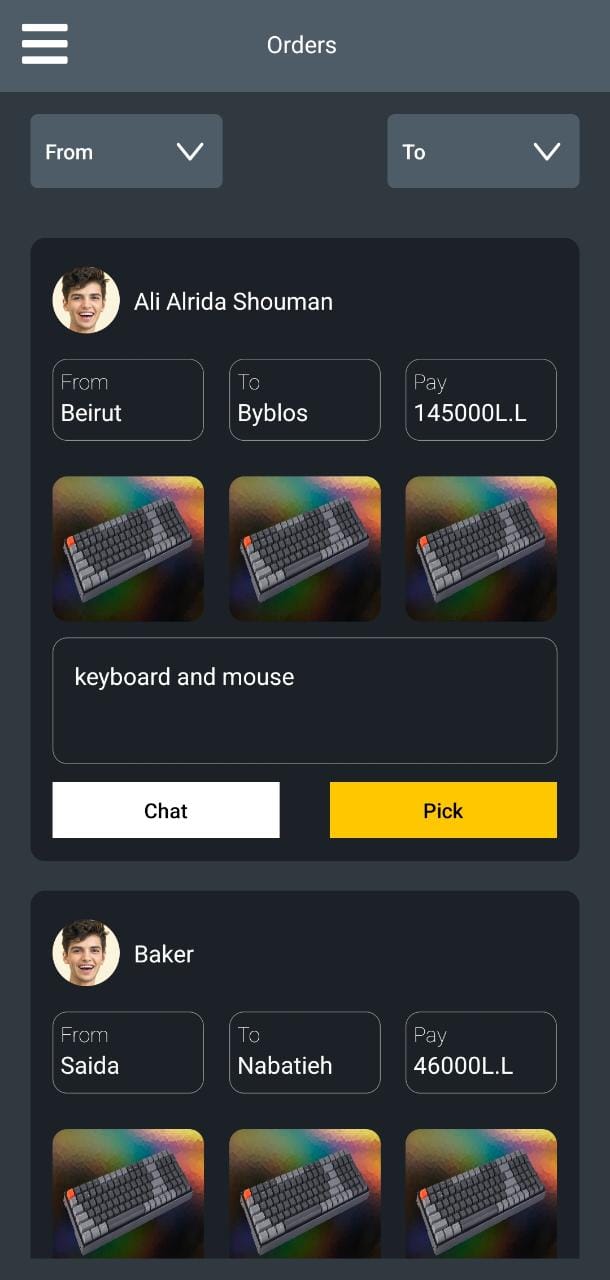 Orders
From
To
Ali Alrida Shouman
From
To
Pay
Beirut
Byblos
145000L.L
keyboard and mouse
Chat
Pick
Baker
From
To
Pay
Saida
Nabatieh
46000L.L